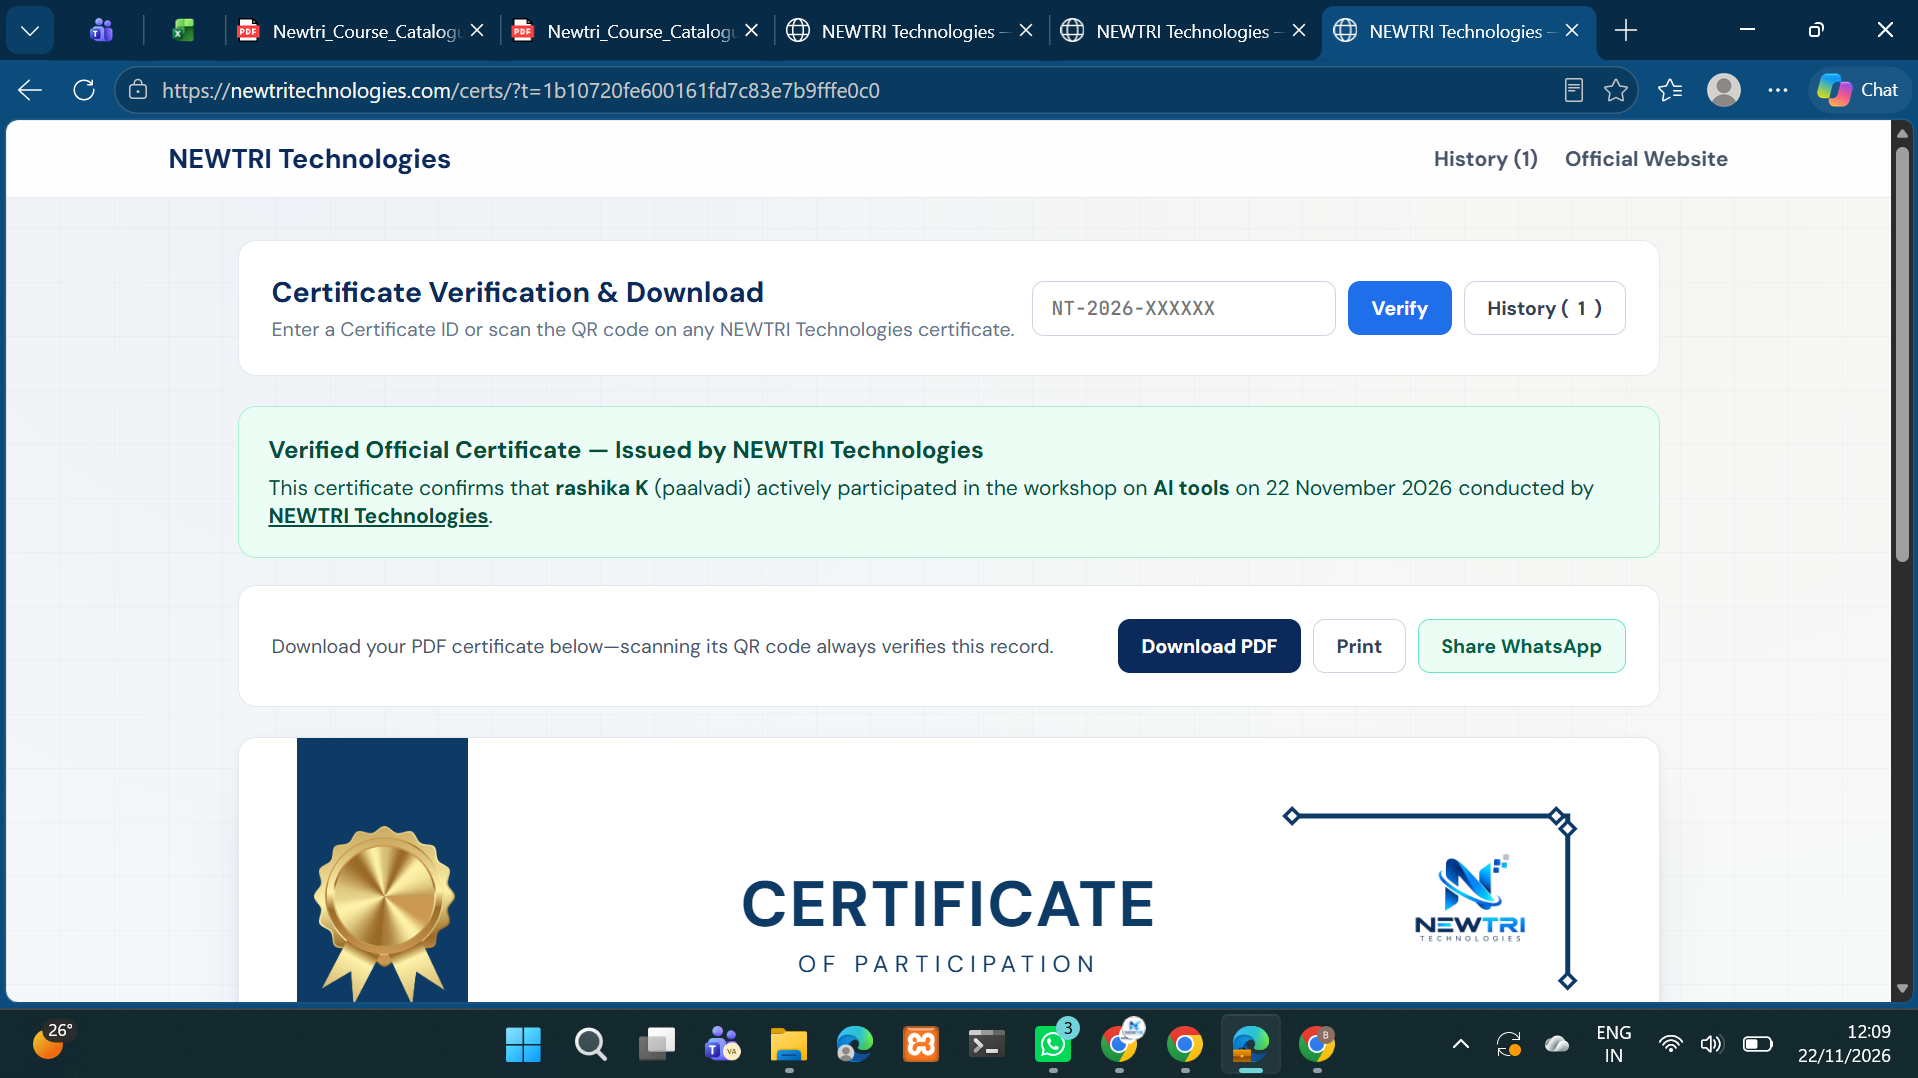 Newtri_Course_Catalogu
Newtri_Course_Catalogu
NEWTRI Technologies –
NEWTRI Technologies –
NEWTRI Technologies –
https://newtritechnologies.com/certs/?t=1b10720fe600161fd7c83e7b9fffe0c0
Chat
NEWTRI Technologies
History (1)
Official Website
Certificate Verification & Download
Enter a Certificate ID or scan the QR code on any NEWTRI Technologies certificate.
NT-2026-XXXXXX
Verify
History ( 1 )
Verified Official Certificate — Issued by NEWTRI Technologies
This certificate confirms that rashika K (paalvadi) actively participated in the workshop on AI tools on 22 November 2026 conducted by
NEWTRI Technologies.
Download your PDF certificate below—scanning its QR code always verifies this record.
Download PDF
Print
Share WhatsApp
CERTIFICATE
OF PARTICIPATION
NEWTRI
TECHNOLOGIES
26°
3
ENG
IN
12:09
22/11/2026